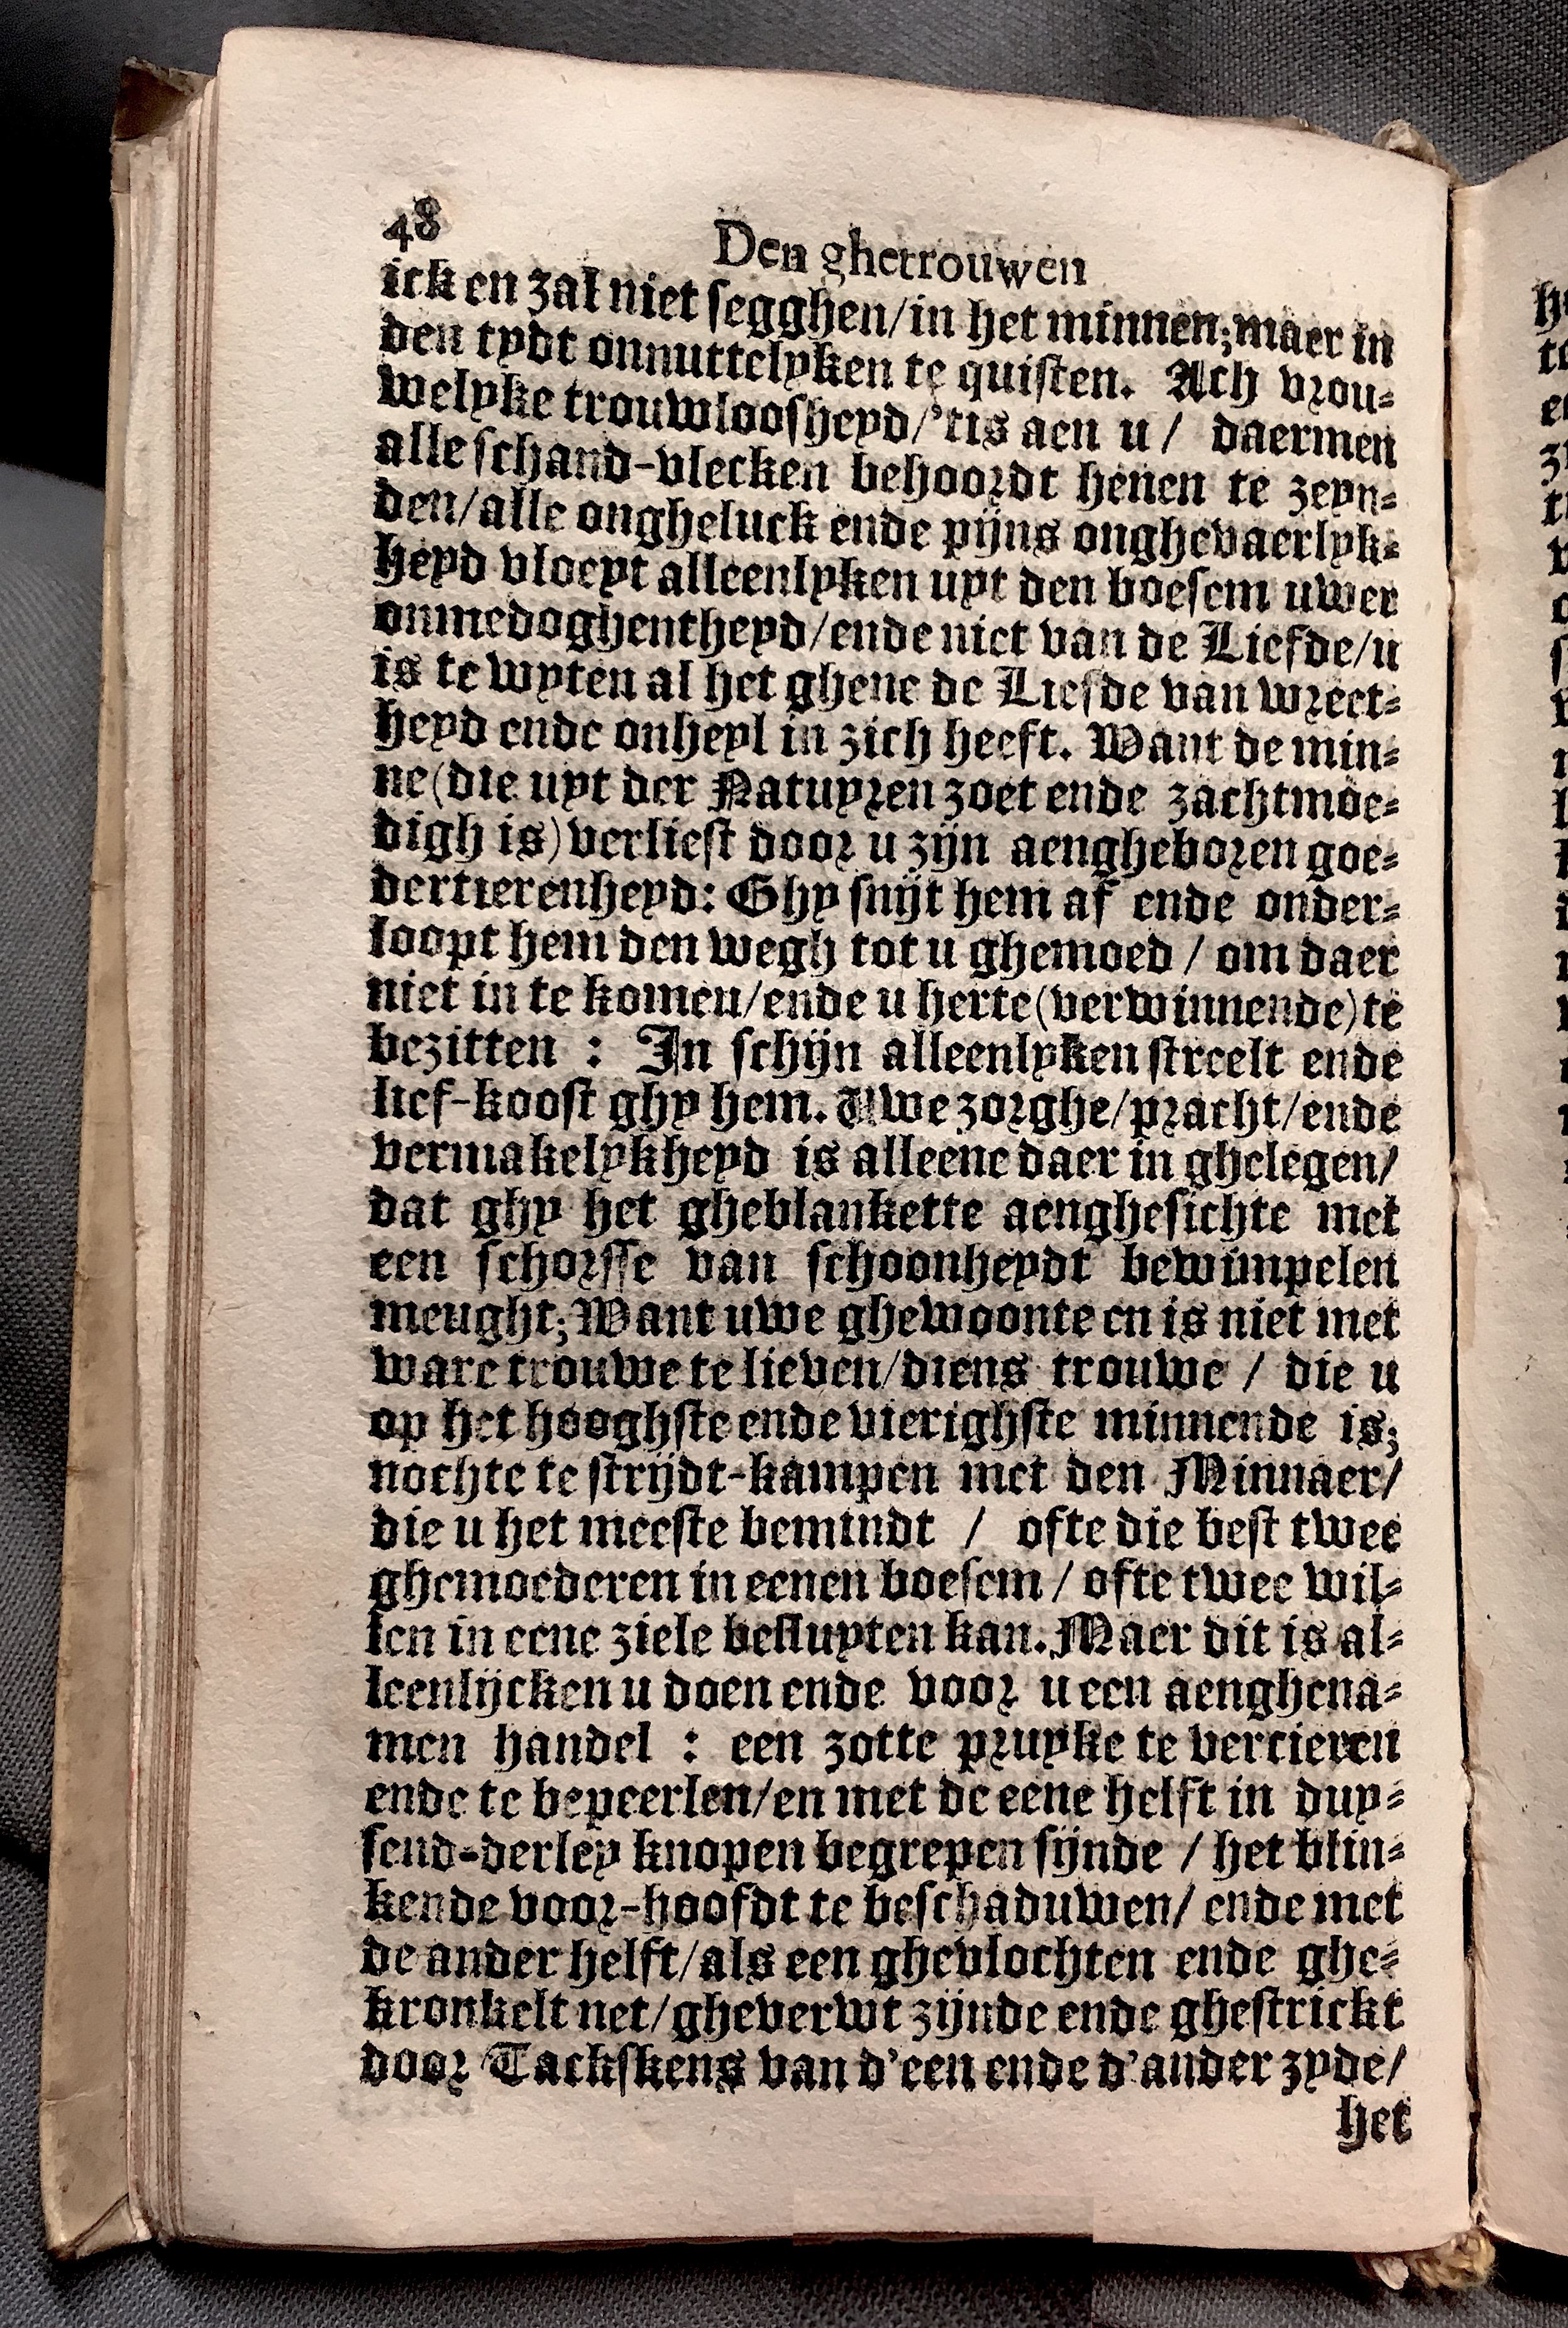 48
Den ghetrouwen
ick en zal niet segghen/in het minnen;maer in
den tydt onnuttelyken te quisten. Ach vrou-
welyke trouwloosheyd/'tis aen u/ daermen
alle schand-vlecken behoordt henen te zeyn-
den/alle ongheluck ende pijns onghevaerlyk-
heyd vloeyt alleenlyken uyt den boesem uwer
onmedoghentheyd/ende niet van de Liefde/u
is te wyten al het ghene de Liefde van wreet-
heyd ende onheyl in zich heeft. Want de min-
ne(die uyt der Natuyren zoet ende zachtmoe-
digh is)verliest door u zijn aengheboren goe-
dertierenheyd: Ghy snijt hem af ende onder-
loopt hem den wegh tot u ghemoed / om daer
niet in te komen/ende u herte(verwinnende)te
bezitten : In schijn alleenlyken streelt ende
lief-koost ghy hem. Uwe zorghe/pracht/ende
vermakelykheyd is alleene daer in ghelegen/
dat ghy het gheblankette aenghesichte met
een schorsse van schoonheydt bewimpelen
meught; Want uwe ghewoonte en is niet met
ware trouwe te lieven/diens trouwe / die u
op het hooghste ende vierighste minnende is;
nochte te strijdt-kampen met den Minnaer/
die u het meeste bemindt / ofte die best twee
ghemoederen in eenen boesem / ofte twee wil-
len in eene ziele besluyten kan. Maer dit is al-
leenlijcken u doen ende voor u een aenghena-
men handel : een zotte pruyke te vercieren
ende te bepeerlen/en met de eene helft in duy-
send-derley knopen begrepen sijnde / het blin-
kende voor-hoofdt te beschaduwen/ ende met
de ander helft/als een ghevlochten ende ghe-
kronkelt net/gheverwt zijnde ende ghestrickt
door Tackskens van d'een ende d'ander zyde/
het